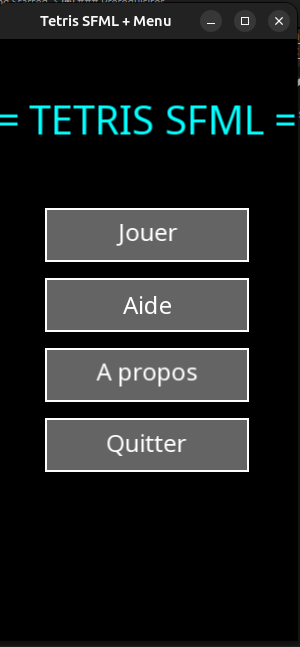 Tetris SFML + Menu
= TETRIS SFML =
Jouer
Aide
A propos
Quitter